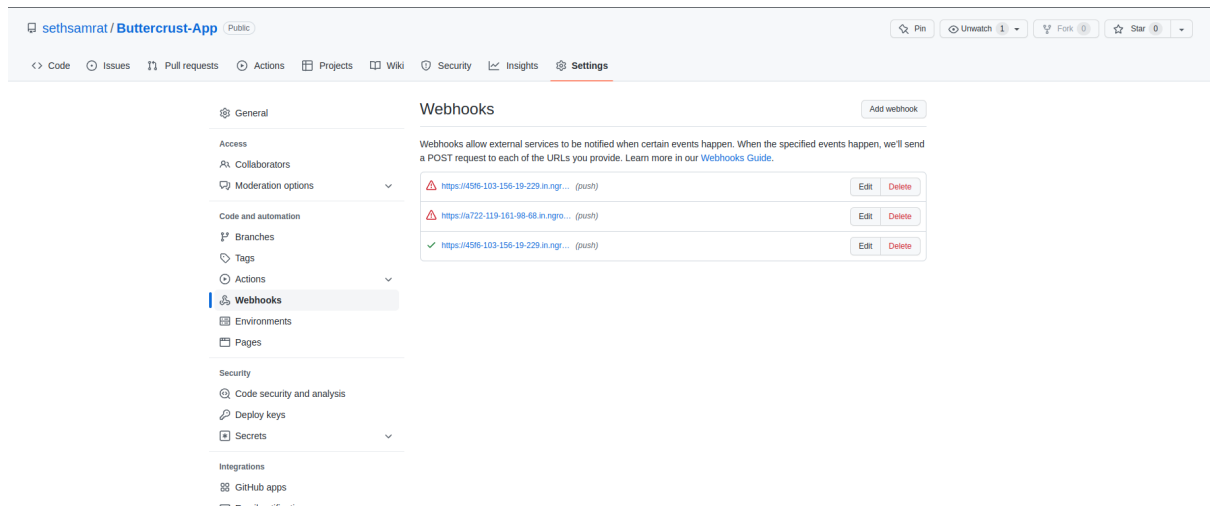 sethsamrat / Buttercrust-App Public
Pin Unwatch 1 Fork 0 Star 0
Code Issues Pull requests Actions Projects Wiki Security Insights Settings
General
Access
Collaborators
Moderation options
Code and automation
Branches
Tags
Actions
Webhooks
Environments
Pages
Security
Code security and analysis
Deploy keys
Secrets
Integrations
GitHub apps
Webhooks
Add webhook
Webhooks allow external services to be notified when certain events happen. When the specified events happen, we'll send
a POST request to each of the URLs you provide. Learn more in our Webhooks Guide.
https://45f6-103-156-19-229.in.ngr... (push) Edit Delete
https://a722-119-161-98-68.in.ngro... (push) Edit Delete
https://45f6-103-156-19-229.in.ngr... (push) Edit Delete